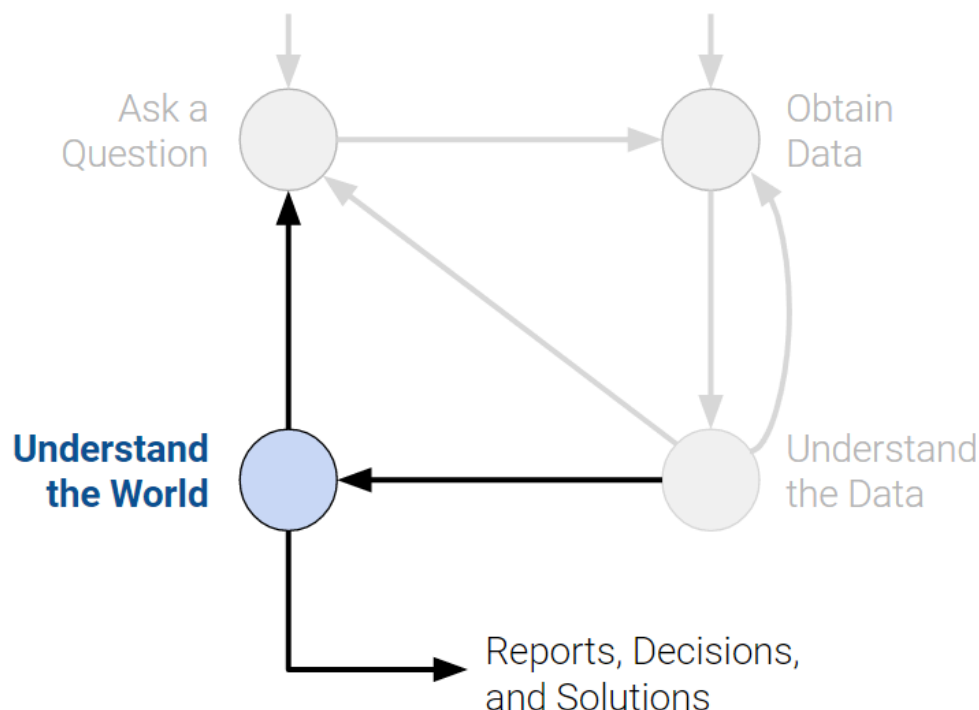 Ask a
Question
Obtain
Data
Understand
the World
Understand
the Data
Reports, Decisions,
and Solutions